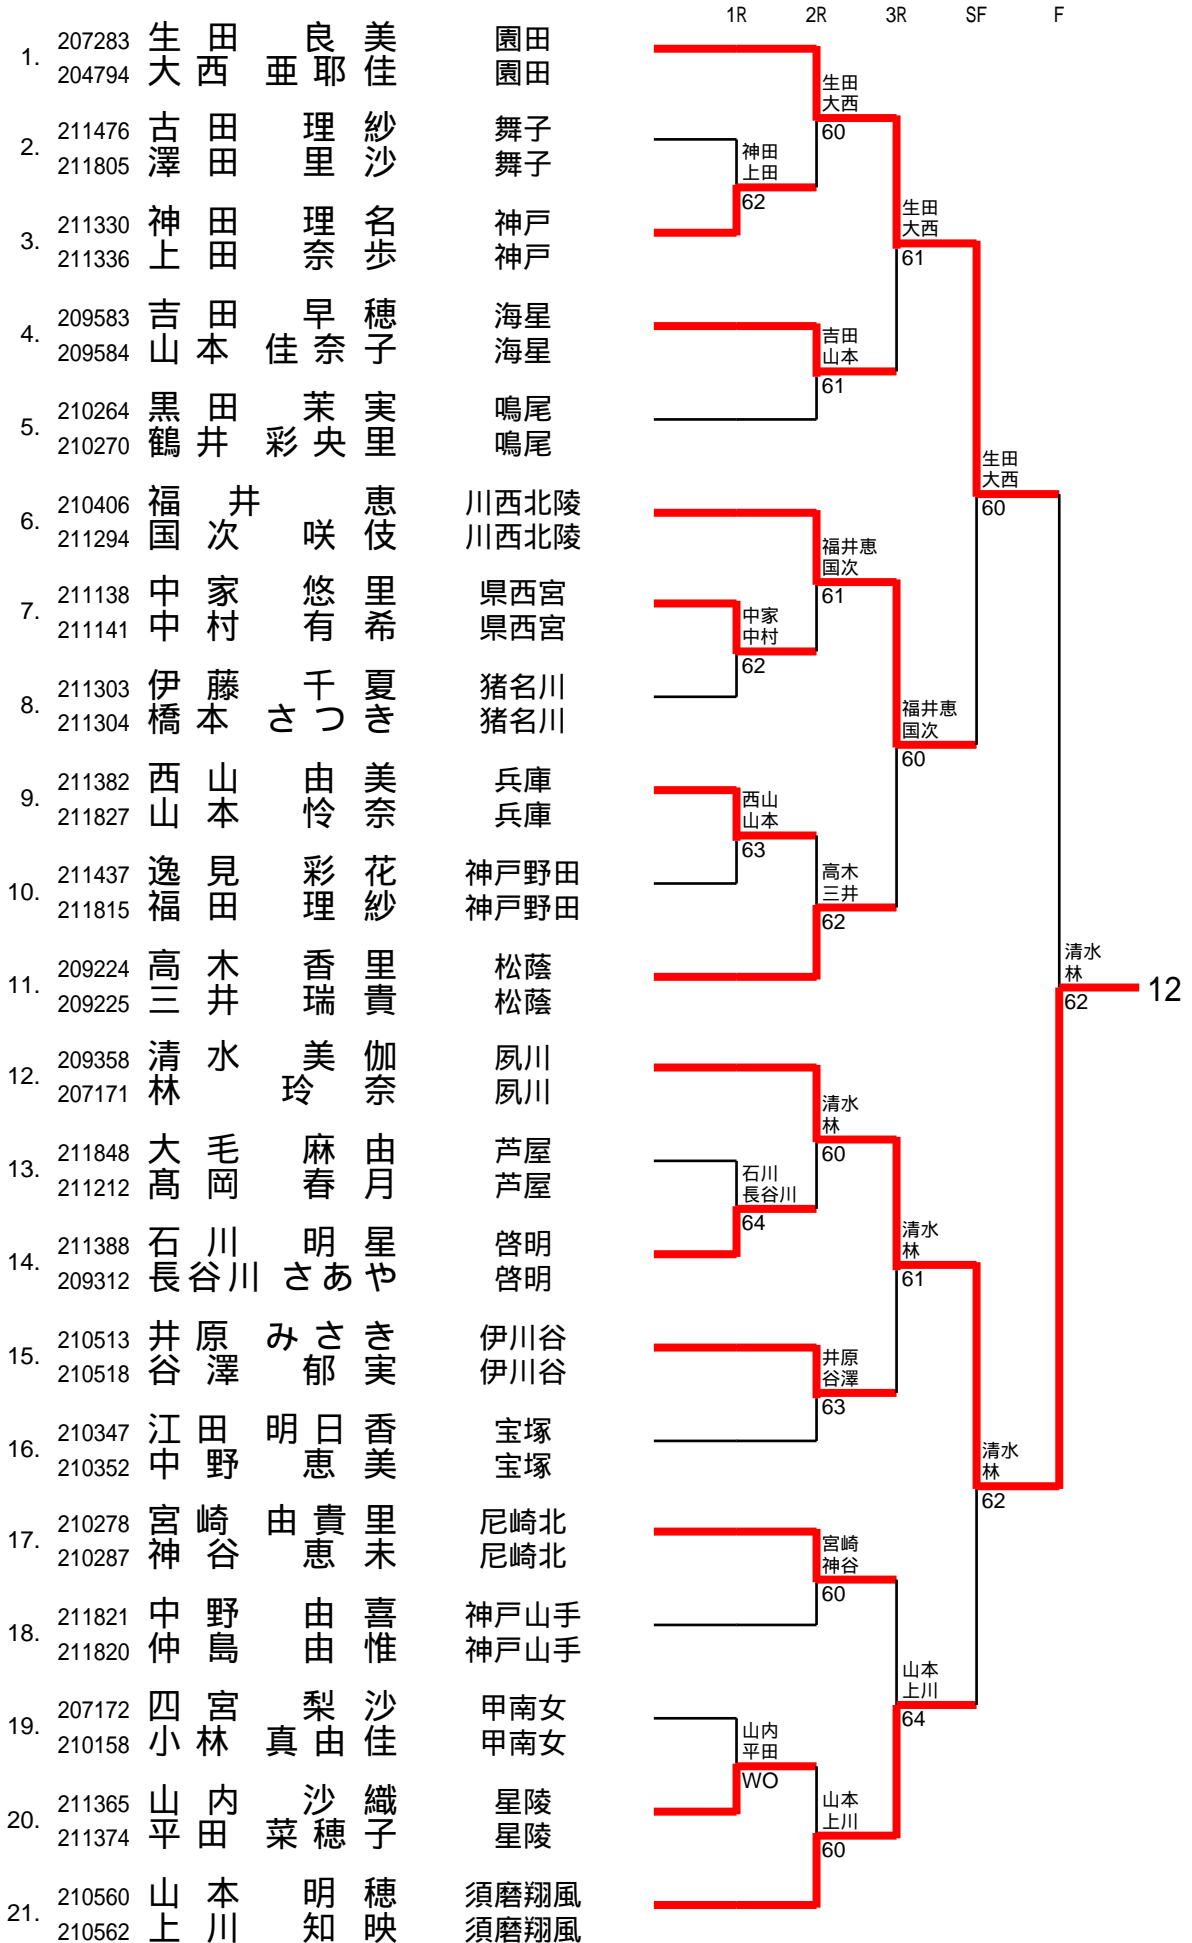 1R 2R 3R SF F
1. 207283 生田 良美 園田
204794 大西 亜耶佳 園田
2. 211476 古田 理紗 舞子
211805 澤田 里沙 舞子
3. 211330 神田 理名 神戸
211336 上田 奈歩 神戸
4. 209583 吉田 早穂 海星
209584 山本 佳奈子 海星
5. 210264 黒田 茉実 鳴尾
210270 鶴井 彩央里 鳴尾
6. 210406 福井 恵 川西北陵
211294 国次 咲伎 川西北陵
7. 211138 中家 悠里 県西宮
211141 中村 有希 県西宮
8. 211303 伊藤 千夏 猪名川
211304 橋本 さつき 猪名川
9. 211382 西山 由美 兵庫
211827 山本 怜奈 兵庫
10. 211437 逸見 彩花 神戸野田
211815 福田 理紗 神戸野田
11. 209224 高木 香里 松蔭
209225 三井 瑞貴 松蔭
12. 209358 清水 美伽 夙川
207171 林 玲奈 夙川
13. 211848 大毛 麻由 芦屋
211212 髙岡 春月 芦屋
14. 211388 石川 明星 啓明
209312 長谷川 さあや 啓明
15. 210513 井原 みさき 伊川谷
210518 谷澤 郁実 伊川谷
16. 210347 江田 明日香 宝塚
210352 中野 恵美 宝塚
17. 210278 宮崎 由貴里 尼崎北
210287 神谷 恵未 尼崎北
18. 211821 中野 由喜 神戸山手
211820 仲島 由惟 神戸山手
19. 207172 四宮 梨沙 甲南女
210158 小林 真由佳 甲南女
20. 211365 山内 沙織 星陵
211374 平田 菜穂子 星陵
21. 210560 山本 明穂 須磨翔風
210562 上川 知映 須磨翔風
神田
上田
62
中家
中村
62
西山
山本
63
石川
長谷川
64
山内
平田
WO
生田
大西
60
吉田
山本
61
福井恵
国次
61
高木
三井
62
清水
林
60
井原
谷澤
63
宮崎
神谷
60
山本
上川
60
生田
大西
61
福井恵
国次
60
清水
林
61
山本
上川
64
生田
大西
60
清水
林
62
清水
林
62
12